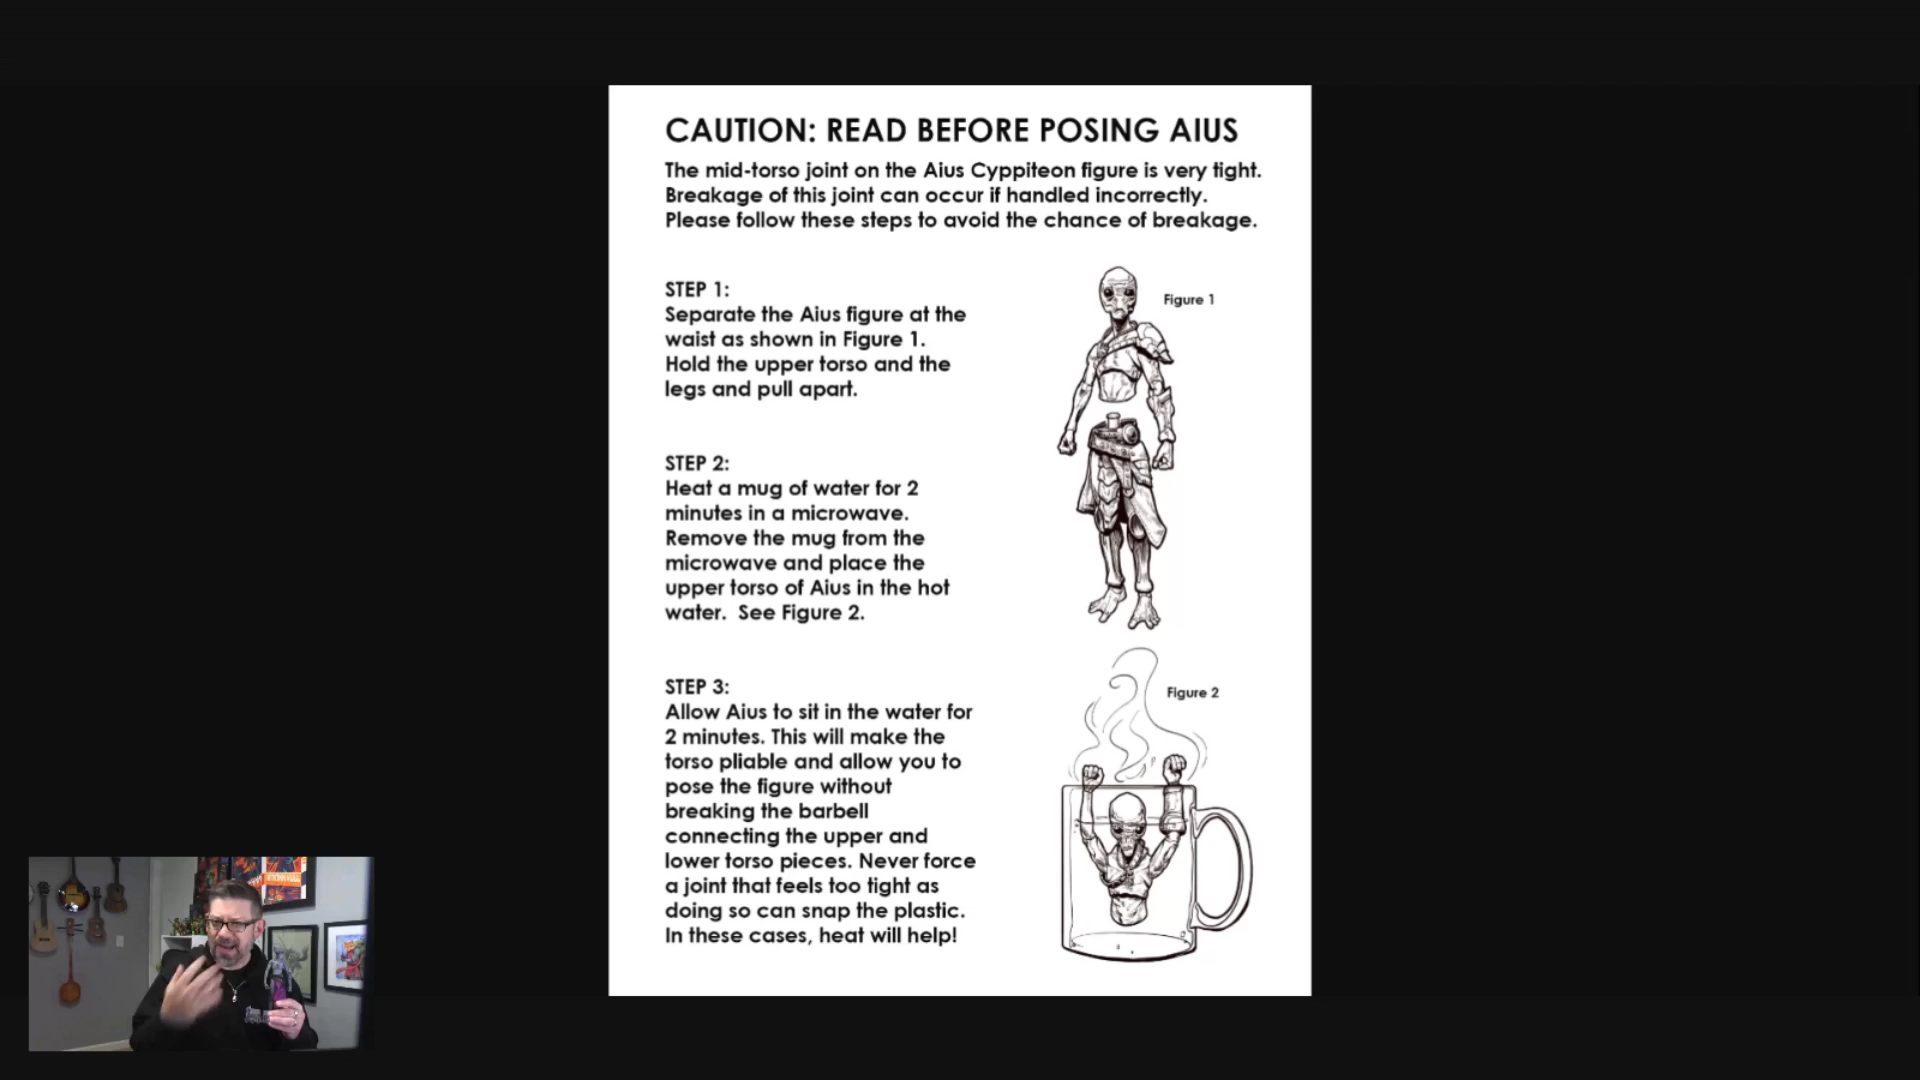 CAUTION: READ BEFORE POSING AIUS
The mid-torso joint on the Aius Cyppiteon figure is very tight.
Breakage of this joint can occur if handled incorrectly.
Please follow these steps to avoid the chance of breakage.
STEP 1:
Separate the Aius figure at the
waist as shown in Figure 1.
Hold the upper torso and the
legs and pull apart.
Figure 1
STEP 2:
Heat a mug of water for 2
minutes in a microwave.
Remove the mug from the
microwave and place the
upper torso of Aius in the hot
water.  See Figure 2.
STEP 3:
Allow Aius to sit in the water for
2 minutes. This will make the
torso pliable and allow you to
pose the figure without
breaking the barbell
connecting the upper and
lower torso pieces. Never force
a joint that feels too tight as
doing so can snap the plastic.
In these cases, heat will help!
Figure 2